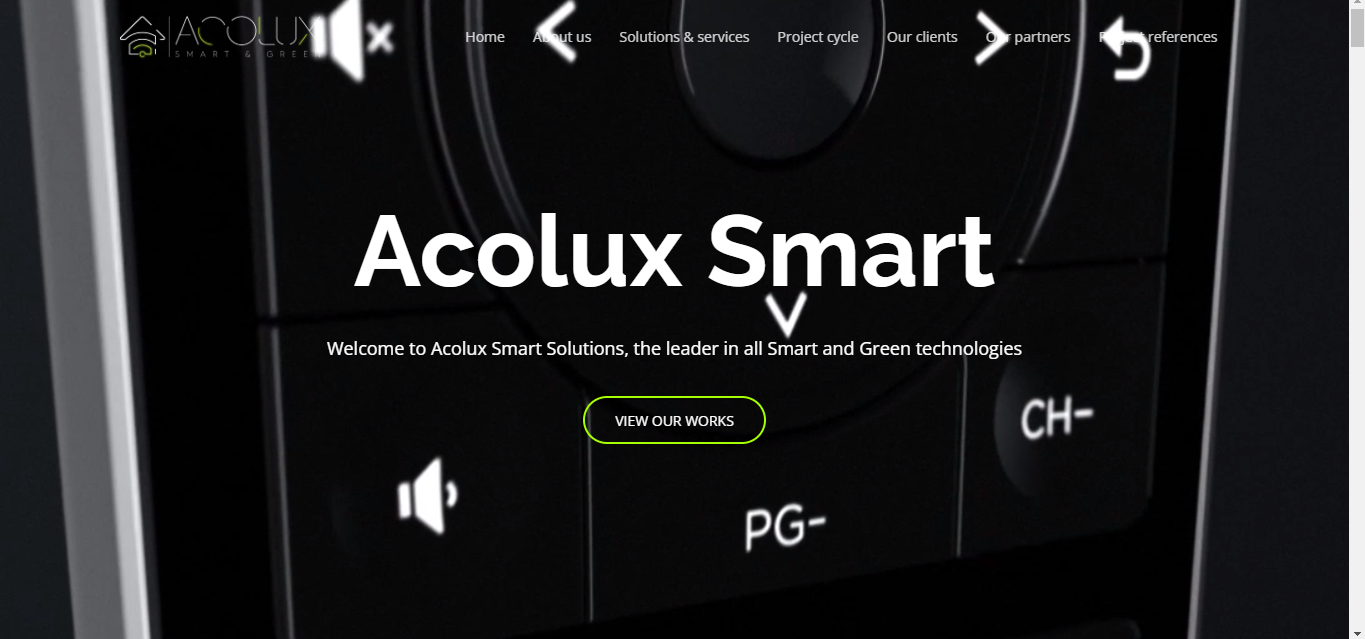 ACOLUX
SMART & GREEN
Home
About us
Solutions & services
Project cycle
Our clients
Our partners
Project references
Acolux Smart
Welcome to Acolux Smart Solutions, the leader in all Smart and Green technologies
VIEW OUR WORKS
CH-
PG-